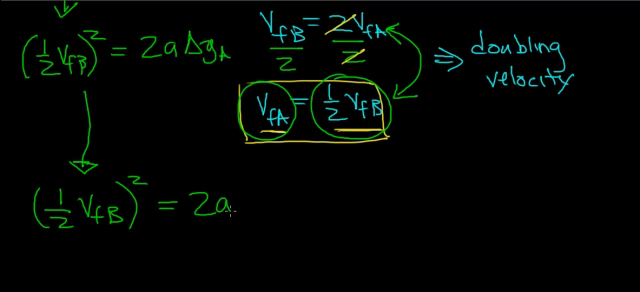 (1/2 VfB)² = 2aΔyA
VfB = 2VfA
2 2
⇒ doubling velocity
VfA = 1/2 VfB
(1/2 VfB)² = 2a